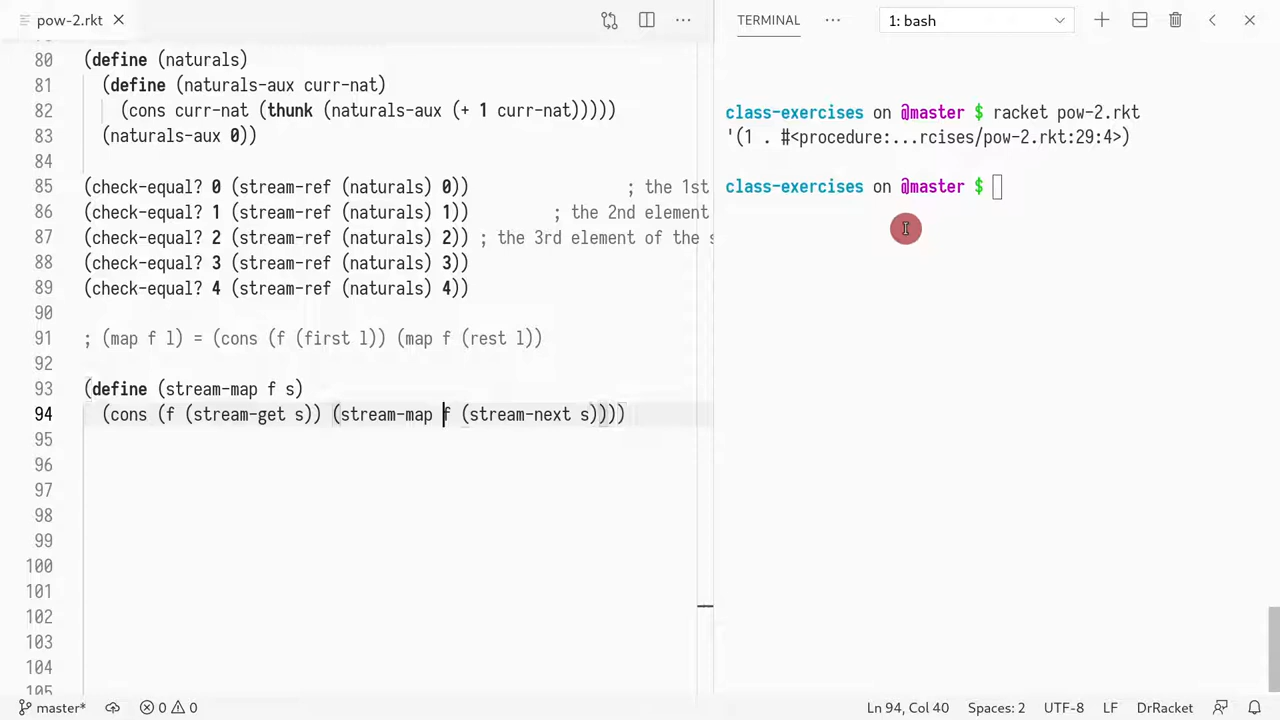 pow-2.rkt
TERMINAL
1: bash
80 (define (naturals)
81 (define (naturals-aux curr-nat)
82 (cons curr-nat (thunk (naturals-aux (+ 1 curr-nat)))))
83 (naturals-aux 0))
84
85 (check-equal? 0 (stream-ref (naturals) 0)) ; the 1st
86 (check-equal? 1 (stream-ref (naturals) 1)) ; the 2nd element
87 (check-equal? 2 (stream-ref (naturals) 2)) ; the 3rd element of the s
88 (check-equal? 3 (stream-ref (naturals) 3))
89 (check-equal? 4 (stream-ref (naturals) 4))
90
91 ; (map f l) = (cons (f (first l)) (map f (rest l))
92
93 (define (stream-map f s)
94 (cons (f (stream-get s)) (stream-map f (stream-next s))))
95
96
97
98
99
100
101
102
103
104
105
class-exercises on @master $ racket pow-2.rkt
'(1 . #<procedure:...rcises/pow-2.rkt:29:4>)
class-exercises on @master $
master* 0 0 Ln 94, Col 40 Spaces: 2 UTF-8 LF DrRacket